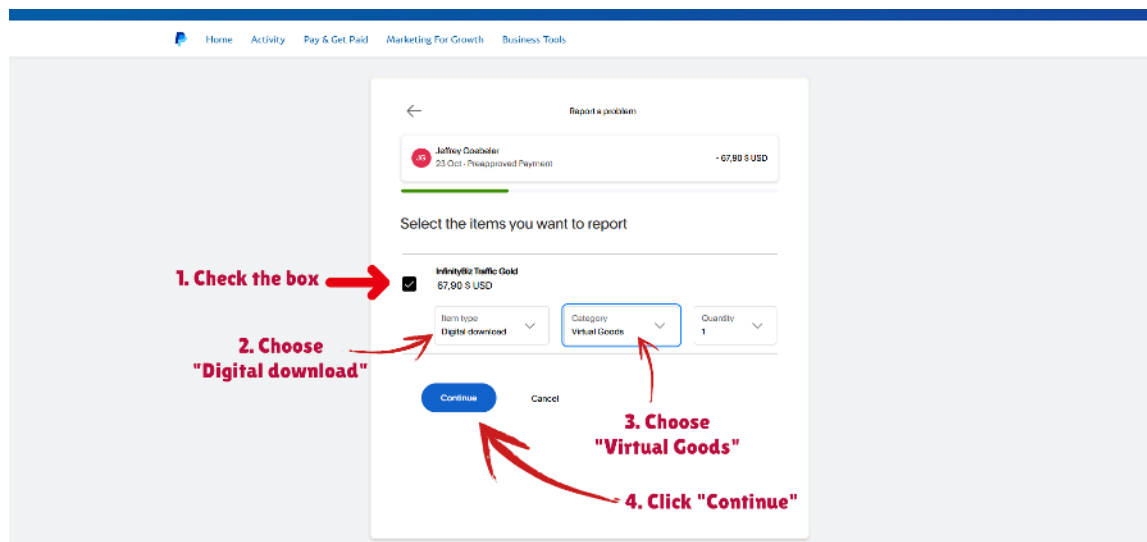 Home Activity Pay & Get Paid Marketing For Growth Business Tools
Report a problem
JG
Jeffrey Goebeler
23 Oct · Preapproved Payment
- 67,90 $ USD
Select the items you want to report
1. Check the box
InfinityBiz Traffic Gold
67,90 $ USD
Item type
Digital download
Category
Virtual Goods
Quantity
1
2. Choose
"Digital download"
Continue
Cancel
3. Choose
"Virtual Goods"
4. Click "Continue"